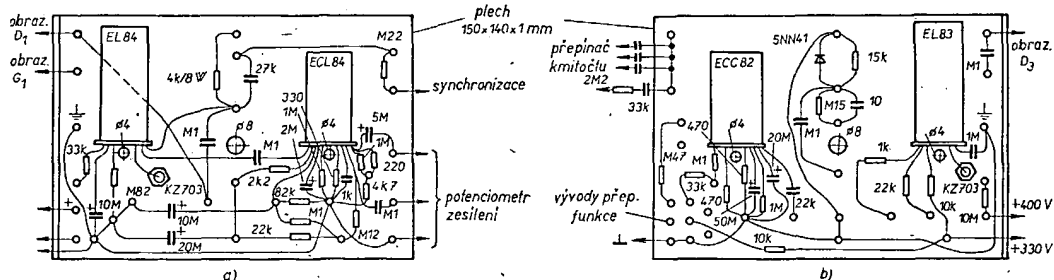 obraz.
D1
obraz.
G1
EL84
4k/8W
27k
M22
ECL84
plech
150×140×1 mm
synchronizace
330
1M
2M
5M
1M
220
ø4
ø8
ø4
M1
M1
33k
KZ703
2k2
1k
4k7
M82
10M
82k
M1
M1
10M
22k
M12
20M
potenciometr
zesílení
a)
přepínač
kmitočtu
2M2
33k
ECC82
5NN41
15k
EL83
M1
obraz.
D3
M15
10
470
ø4
20M
M1
ø8
ø4
1M
M47
M1
33k
1k
KZ703
22k
vývody přep.
funkce
470
50M
1M
22k
10k
10M
+400V
10k
+330V
b)